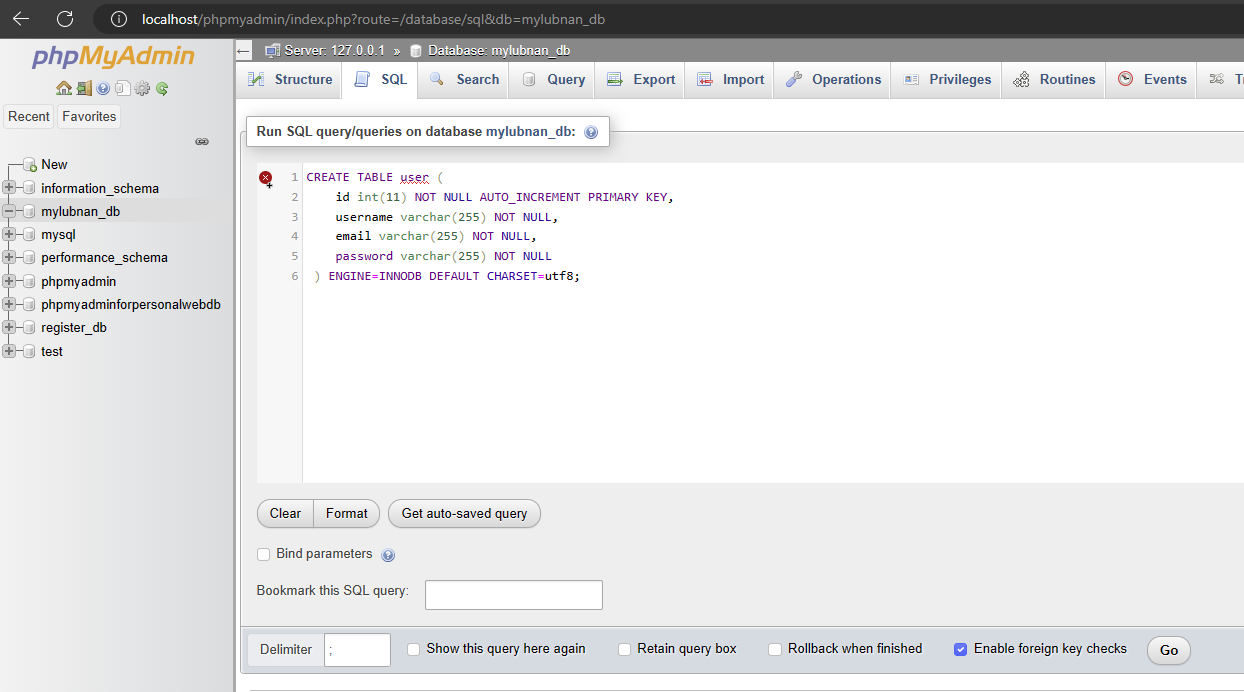 localhost/phpmyadmin/index.php?route=/database/sql&db=mylubnan_db
phpMyAdmin
Recent Favorites
New
information_schema
mylubnan_db
mysql
performance_schema
phpmyadmin
phpmyadminforpersonalwebdb
register_db
test
Server: 127.0.0.1 » Database: mylubnan_db
Structure SQL Search Query Export Import Operations Privileges Routines Events
Run SQL query/queries on database mylubnan_db:
1 CREATE TABLE user (
2 id int(11) NOT NULL AUTO_INCREMENT PRIMARY KEY,
3 username varchar(255) NOT NULL,
4 email varchar(255) NOT NULL,
5 password varchar(255) NOT NULL
6 ) ENGINE=INNODB DEFAULT CHARSET=utf8;
Clear Format Get auto-saved query
Bind parameters
Bookmark this SQL query:
Delimiter ; Show this query here again Retain query box Rollback when finished Enable foreign key checks Go